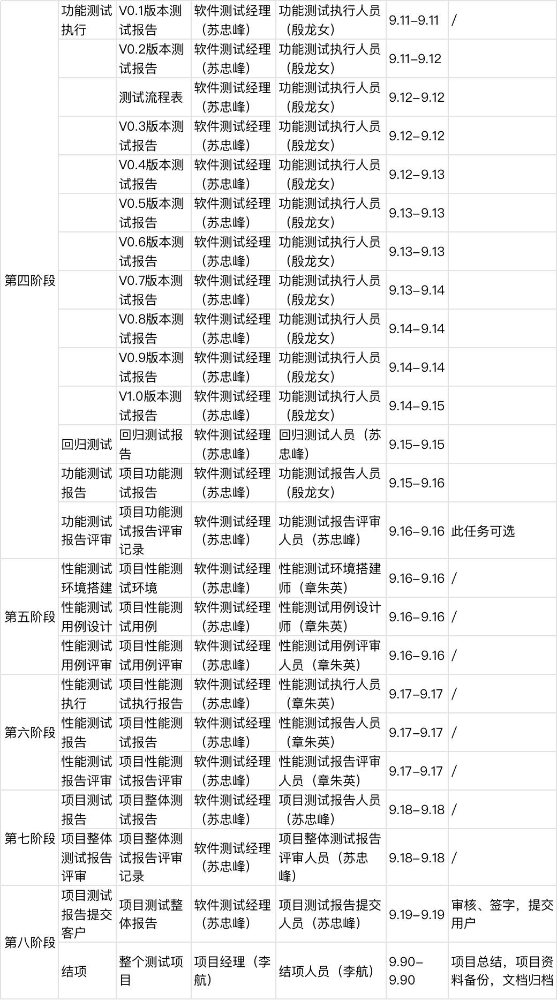 第四阶段
功能测试
执行
V0.1版本测
试报告
软件测试经理
（苏忠峰）
功能测试执行人员
（殷龙女）
9.11–9.11
/
V0.2版本测
试报告
软件测试经理
（苏忠峰）
功能测试执行人员
（殷龙女）
9.11–9.12
测试流程表
软件测试经理
（苏忠峰）
功能测试执行人员
（殷龙女）
9.12–9.12
V0.3版本测
试报告
软件测试经理
（苏忠峰）
功能测试执行人员
（殷龙女）
9.12–9.12
V0.4版本测
试报告
软件测试经理
（苏忠峰）
功能测试执行人员
（殷龙女）
9.12–9.13
V0.5版本测
试报告
软件测试经理
（苏忠峰）
功能测试执行人员
（殷龙女）
9.13–9.13
V0.6版本测
试报告
软件测试经理
（苏忠峰）
功能测试执行人员
（殷龙女）
9.13–9.13
V0.7版本测
试报告
软件测试经理
（苏忠峰）
功能测试执行人员
（殷龙女）
9.13–9.14
V0.8版本测
试报告
软件测试经理
（苏忠峰）
功能测试执行人员
（殷龙女）
9.14–9.14
V0.9版本测
试报告
软件测试经理
（苏忠峰）
功能测试执行人员
（殷龙女）
9.14–9.14
V1.0版本测
试报告
软件测试经理
（苏忠峰）
功能测试执行人员
（殷龙女）
9.14–9.15
回归测试
回归测试报
告
软件测试经理
（苏忠峰）
回归测试人员（苏
忠峰）
9.15–9.15
功能测试
报告
项目功能测
试报告
软件测试经理
（苏忠峰）
功能测试报告人员
（殷龙女）
9.15–9.16
功能测试
报告评审
项目功能测
试报告评审
记录
软件测试经理
（苏忠峰）
功能测试报告评审
人员（苏忠峰）
9.16–9.16
此任务可选
第五阶段
性能测试
环境搭建
项目性能测
试环境
软件测试经理
（苏忠峰）
性能测试环境搭建
师（章朱英）
9.16–9.16
/
性能测试
用例设计
项目性能测
试用例
软件测试经理
（苏忠峰）
性能测试用例设计
师（章朱英）
9.16–9.16
/
性能测试
用例评审
项目性能测
试用例评审
软件测试经理
（苏忠峰）
性能测试用例评审
人员（章朱英）
9.16–9.16
/
第六阶段
性能测试
执行
项目性能测
试执行报告
软件测试经理
（苏忠峰）
性能测试执行人员
（章朱英）
9.17–9.17
/
性能测试
报告
项目性能测
试报告
软件测试经理
（苏忠峰）
性能测试报告人员
（章朱英）
9.17–9.17
/
性能测试
报告评审
项目性能测
试报告评审
软件测试经理
（苏忠峰）
性能测试报告评审
人员（章朱英）
9.17–9.17
/
第七阶段
项目测试
报告
项目整体测
试报告
软件测试经理
（苏忠峰）
项目测试报告人员
（苏忠峰）
9.18–9.18
/
项目整体
测试报告
评审
项目整体测
试报告评审
记录
软件测试经理
（苏忠峰）
项目整体测试报告
评审人员（苏忠
峰）
9.18–9.18
/
第八阶段
项目测试
报告提交
客户
项目测试整
体报告
软件测试经理
（苏忠峰）
项目测试报告提交
人员（苏忠峰）
9.19–9.19
审核、签字，提交
用户
结项
整个测试项
目
项目经理（李
航）
结项人员（李航）
9.90–
9.90
项目总结，项目资
料备份，文档归档